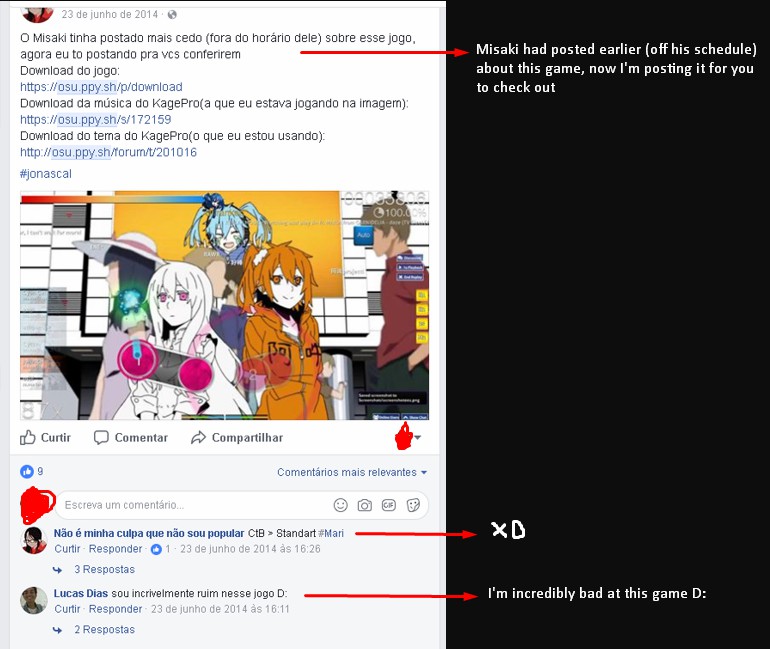 23 de junho de 2014 ·
O Misaki tinha postado mais cedo (fora do horário dele) sobre esse jogo,
agora eu to postando pra vcs conferirem
Download do jogo:
https://osu.ppy.sh/p/download
Download da música do KagePro(a que eu estava jogando na imagem):
https://osu.ppy.sh/s/172159
Download do tema do KagePro(o que eu estou usando):
http://osu.ppy.sh/forum/t/201016
#jonascal
Misaki had posted earlier (off his schedule)
about this game, now I'm posting it for you
to check out
100.00%
Auto
阿吽
Curtir
Comentar
Compartilhar
9
Comentários mais relevantes
Escreva um comentário...
GIF
Não é minha culpa que não sou popular CtB > Standart #Mari
XD
Curtir · Responder · 1 · 23 de junho de 2014 às 16:26
3 Respostas
Lucas Dias sou incrivelmente ruim nesse jogo D:
I'm incredibly bad at this game D:
Curtir · Responder · 23 de junho de 2014 às 16:11
2 Respostas